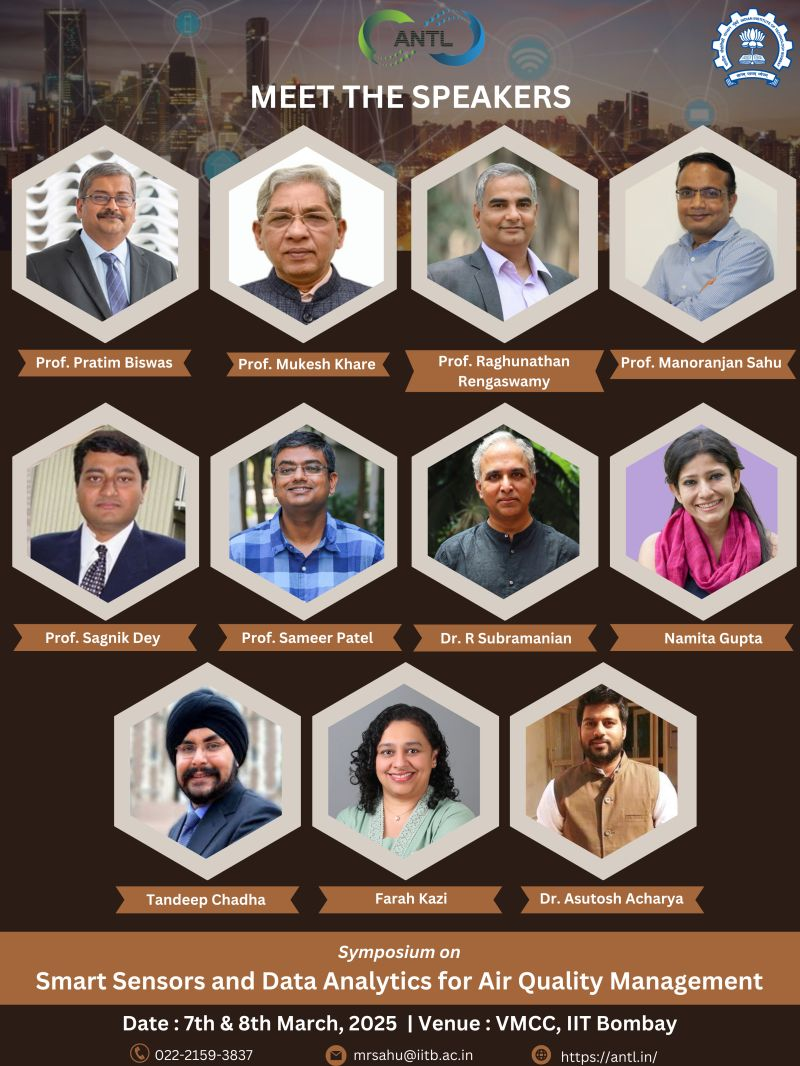 ANTL
MEET THE SPEAKERS
Prof. Pratim Biswas
Prof. Mukesh Khare
Prof. Raghunathan
Rengaswamy
Prof. Manoranjan Sahu
Prof. Sagnik Dey
Prof. Sameer Patel
Dr. R Subramanian
Namita Gupta
Tandeep Chadha
Farah Kazi
Dr. Asutosh Acharya
Symposium on
Smart Sensors and Data Analytics for Air Quality Management
Date : 7th & 8th March, 2025 | Venue : VMCC, IIT Bombay
022-2159-3837
mrsahu@iitb.ac.in
https://antl.in/